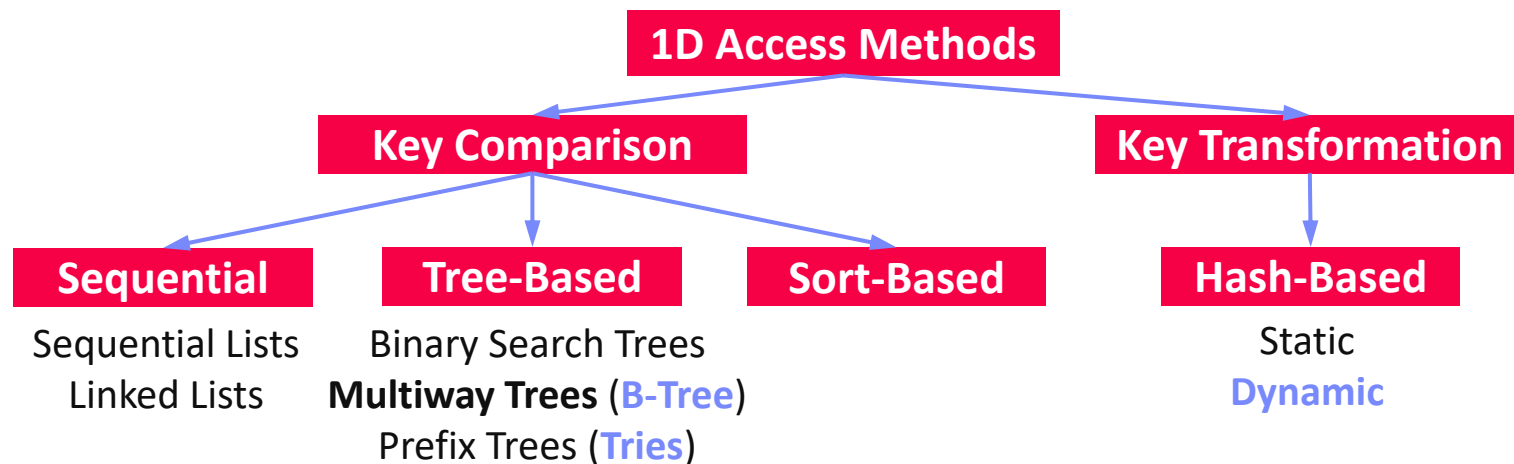 1D Access Methods
Key Comparison
Key Transformation
Sequential
Tree-Based
Sort-Based
Hash-Based
Sequential Lists
Linked Lists
Binary Search Trees
Multiway Trees (B-Tree)
Prefix Trees (Tries)
Static
Dynamic